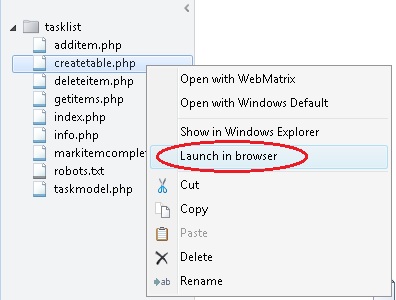 tasklist
additem.php
createtable.php
deleteitem.php
getitems.php
index.php
info.php
markitemcomplet
robots.txt
taskmodel.php
Open with WebMatrix
Open with Windows Default
Show in Windows Explorer
Launch in browser
Cut
Copy
Paste
Delete
ab Rename